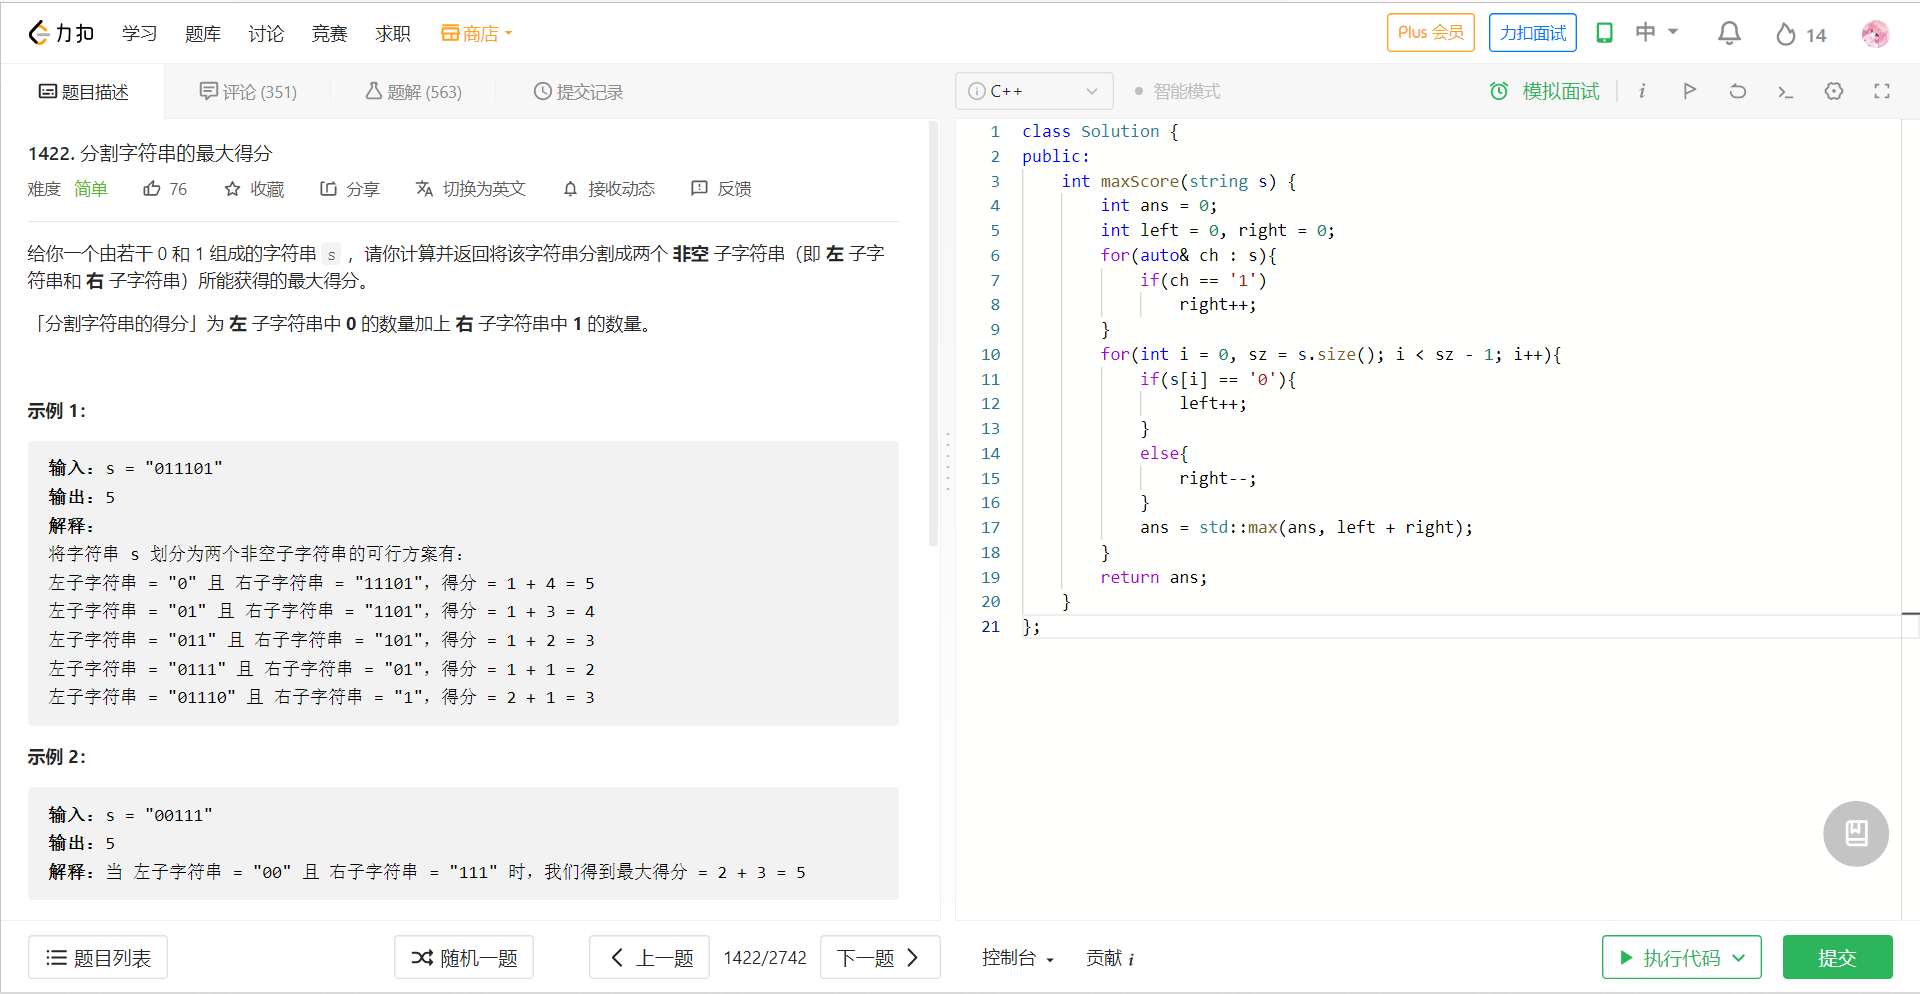 力扣 学习 题库 讨论 竞赛 求职 商店 Plus 会员 力扣面试 中 14
题目描述 评论 (351) 题解 (563) 提交记录 C++ 智能模式 模拟面试
1422. 分割字符串的最大得分
难度 简单 76 收藏 分享 切换为英文 接收动态 反馈
给你一个由若干 0 和 1 组成的字符串 s ，请你计算并返回将该字符串分割成两个 非空 子字符串（即 左 子字
符串和 右 子字符串）所能获得的最大得分。
「分割字符串的得分」为 左 子字符串中 0 的数量加上 右 子字符串中 1 的数量。
示例 1：
输入：s = "011101"
输出：5
解释：
将字符串 s 划分为两个非空子字符串的可行方案有：
左子字符串 = "0" 且 右子字符串 = "11101"，得分 = 1 + 4 = 5
左子字符串 = "01" 且 右子字符串 = "1101"，得分 = 1 + 3 = 4
左子字符串 = "011" 且 右子字符串 = "101"，得分 = 1 + 2 = 3
左子字符串 = "0111" 且 右子字符串 = "01"，得分 = 1 + 1 = 2
左子字符串 = "01110" 且 右子字符串 = "1"，得分 = 2 + 1 = 3
示例 2：
输入：s = "00111"
输出：5
解释：当 左子字符串 = "00" 且 右子字符串 = "111" 时，我们得到最大得分 = 2 + 3 = 5
1 class Solution {
2 public:
3     int maxScore(string s) {
4         int ans = 0;
5         int left = 0, right = 0;
6         for(auto& ch : s){
7             if(ch == '1')
8                 right++;
9         }
10         for(int i = 0, sz = s.size(); i < sz - 1; i++){
11             if(s[i] == '0'){
12                 left++;
13             }
14             else{
15                 right--;
16             }
17             ans = std::max(ans, left + right);
18         }
19         return ans;
20     }
21 };
题目列表 随机一题 上一题 1422/2742 下一题 控制台 贡献 i 执行代码 提交